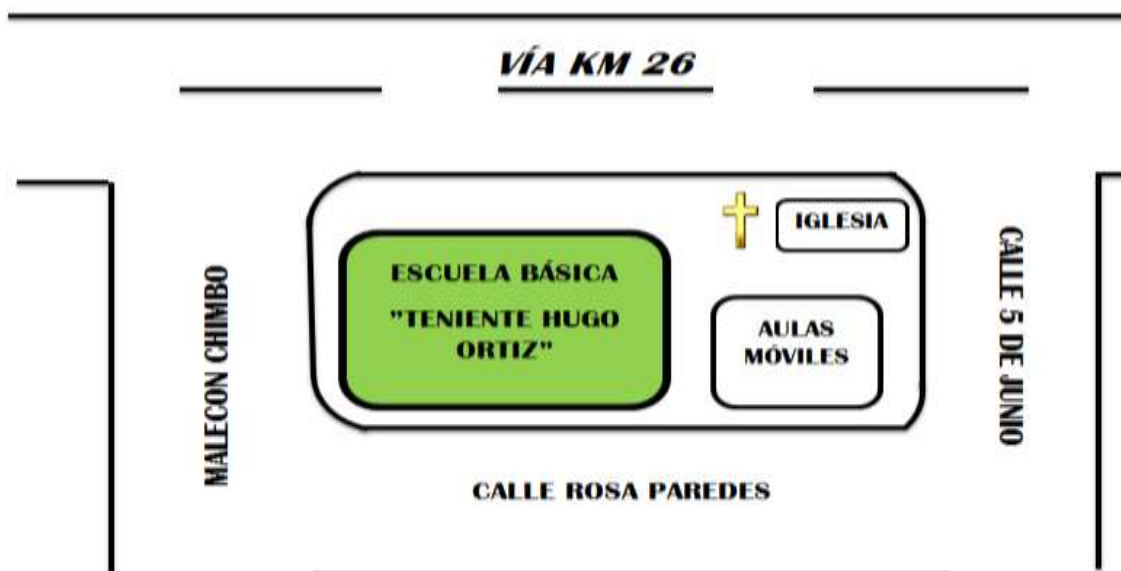 VÍA KM 26
IGLESIA
ESCUELA BÁSICA
"TENIENTE HUGO
ORTIZ"
AULAS
MÓVILES
MALECON CHIMBO
CALLE 5 DE JUNIO
CALLE ROSA PAREDES